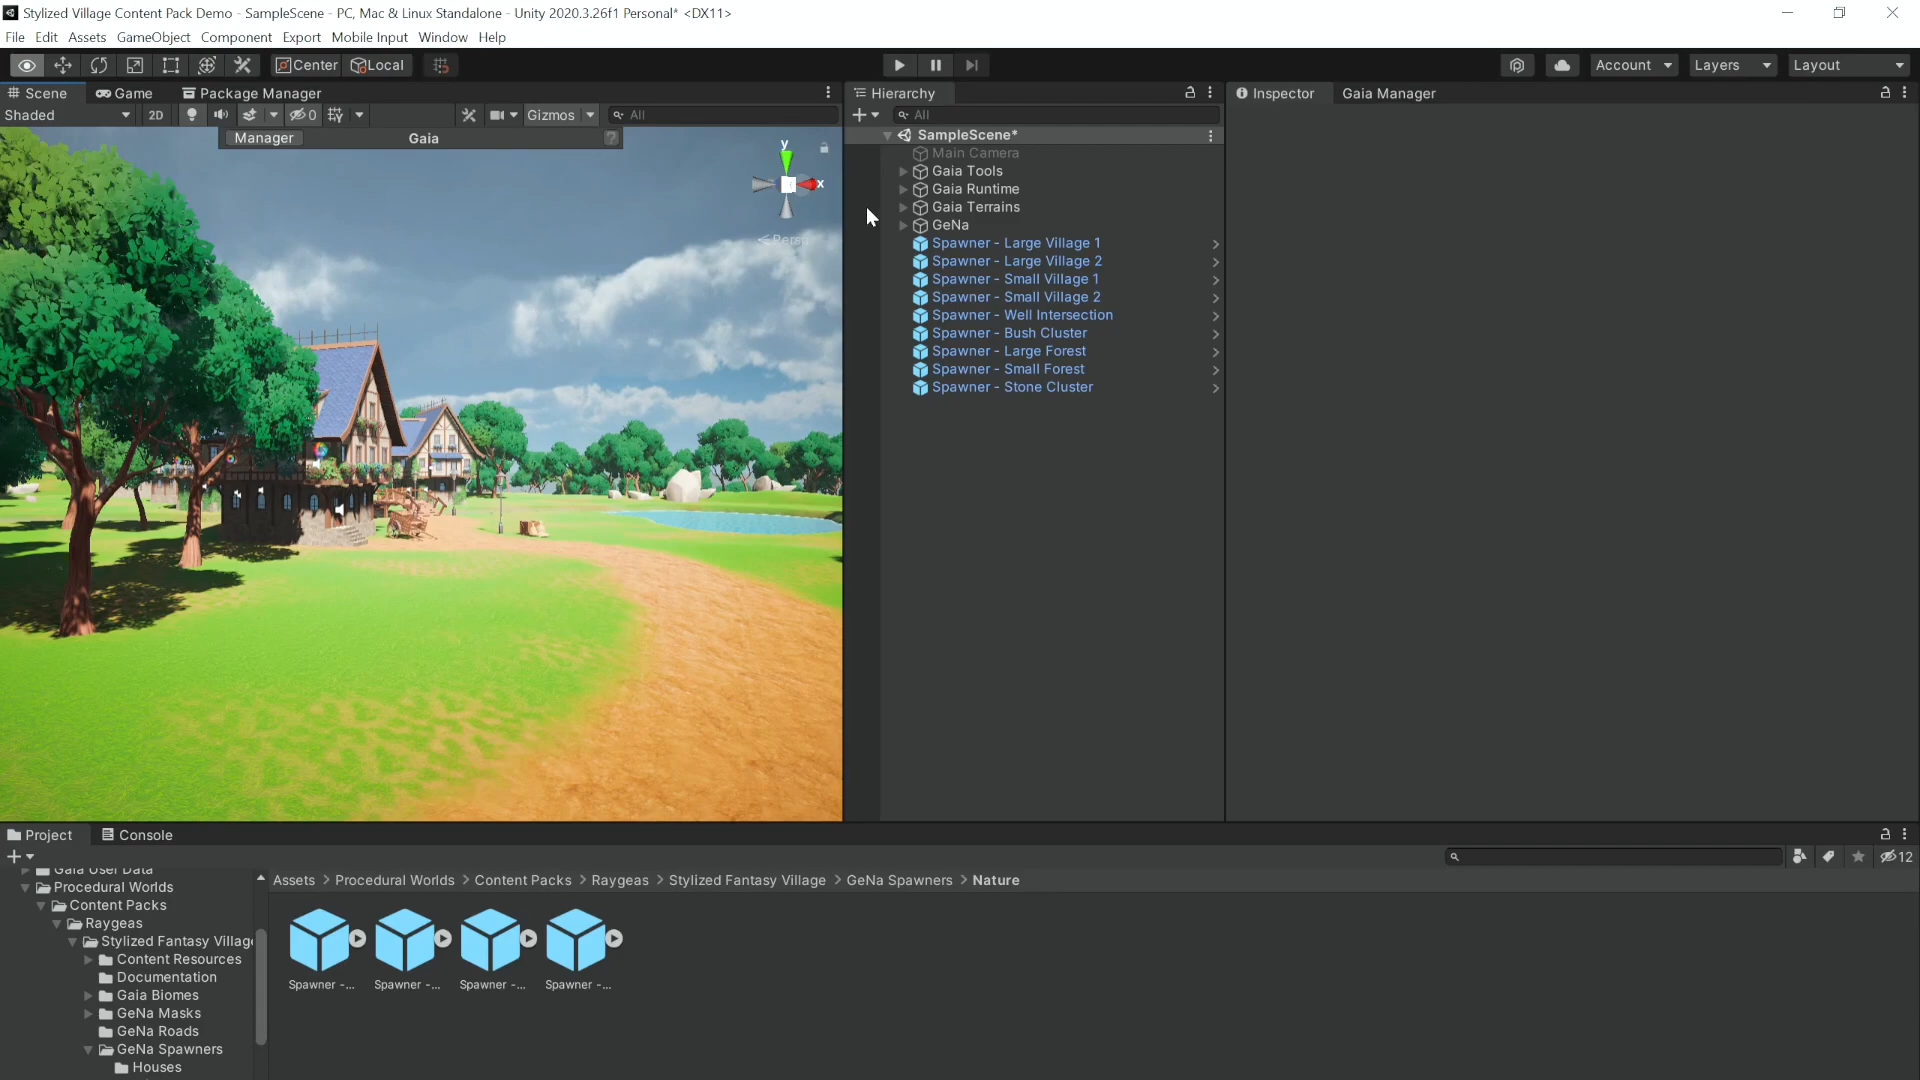 Stylized Village Content Pack Demo - SampleScene - PC, Mac & Linux Standalone - Unity 2020.3.26f1 Personal* <DX11>
File Edit Assets GameObject Component Export Mobile Input Window Help
Center Local Account Layers Layout
Scene Game Package Manager
Shaded 2D 0 Gizmos All
Manager Gaia ?
y
x
Persp
Hierarchy
All
SampleScene*
Main Camera
Gaia Tools
Gaia Runtime
Gaia Terrains
GeNa
Spawner - Large Village 1
Spawner - Large Village 2
Spawner - Small Village 1
Spawner - Small Village 2
Spawner - Well Intersection
Spawner - Bush Cluster
Spawner - Large Forest
Spawner - Small Forest
Spawner - Stone Cluster
Inspector Gaia Manager
Project Console
12
Gaia User Data
Procedural Worlds
Content Packs
Raygeas
Stylized Fantasy Village
Content Resources
Documentation
Gaia Biomes
GeNa Masks
GeNa Roads
GeNa Spawners
Houses
Assets > Procedural Worlds > Content Packs > Raygeas > Stylized Fantasy Village > GeNa Spawners > Nature
Spawner -... Spawner -... Spawner -... Spawner -...